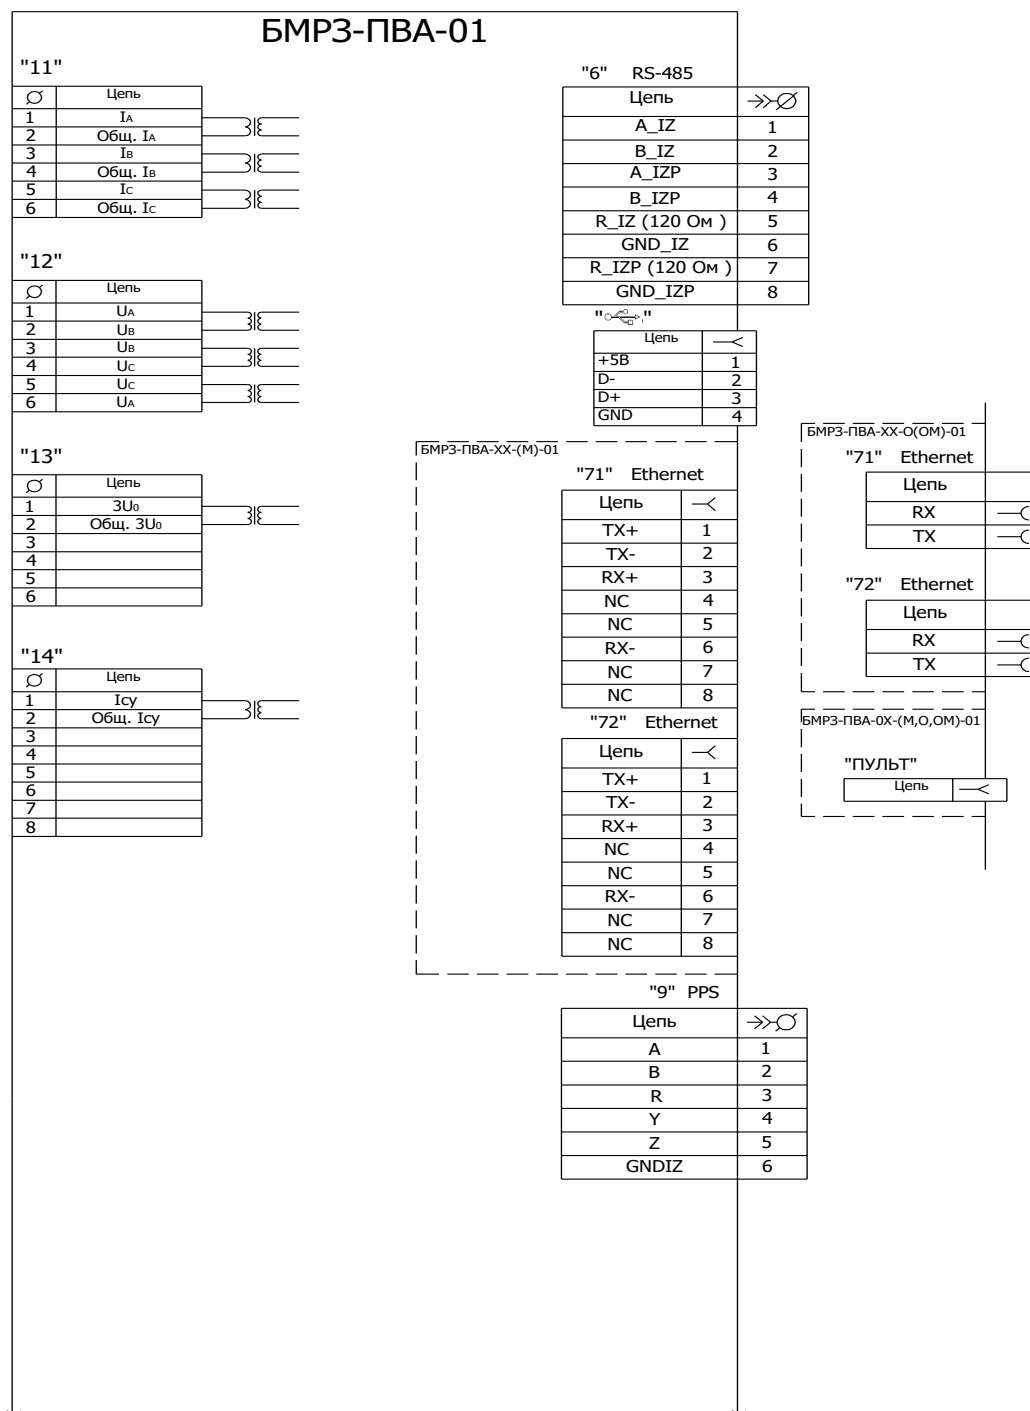 БМРЗ-ПВА-01
"11"
Цепь
1 IA
2 Общ. IA
3 IB
4 Общ. IB
5 IC
6 Общ. IC
"12"
Цепь
1 UA
2 UB
3 UB
4 UC
5 UC
6 UA
"13"
Цепь
1 3U0
2 Общ. 3U0
3
4
5
6
"14"
Цепь
1 Iсу
2 Общ. Iсу
3
4
5
6
7
8
"6" RS-485
Цепь
A_IZ 1
B_IZ 2
A_IZP 3
B_IZP 4
R_IZ (120 Ом ) 5
GND_IZ 6
R_IZP (120 Ом ) 7
GND_IZP 8
" "
Цепь
+5В 1
D- 2
D+ 3
GND 4
БМРЗ-ПВА-ХХ-(М)-01
"71" Ethernet
Цепь
TX+ 1
TX- 2
RX+ 3
NC 4
NC 5
RX- 6
NC 7
NC 8
"72" Ethernet
Цепь
TX+ 1
TX- 2
RX+ 3
NC 4
NC 5
RX- 6
NC 7
NC 8
"9" PPS
Цепь
A 1
B 2
R 3
Y 4
Z 5
GNDIZ 6
БМРЗ-ПВА-ХХ-О(ОМ)-01
"71" Ethernet
Цепь
RX
TX
"72" Ethernet
Цепь
RX
TX
БМРЗ-ПВА-0Х-(М,О,ОМ)-01
"ПУЛЬТ"
Цепь